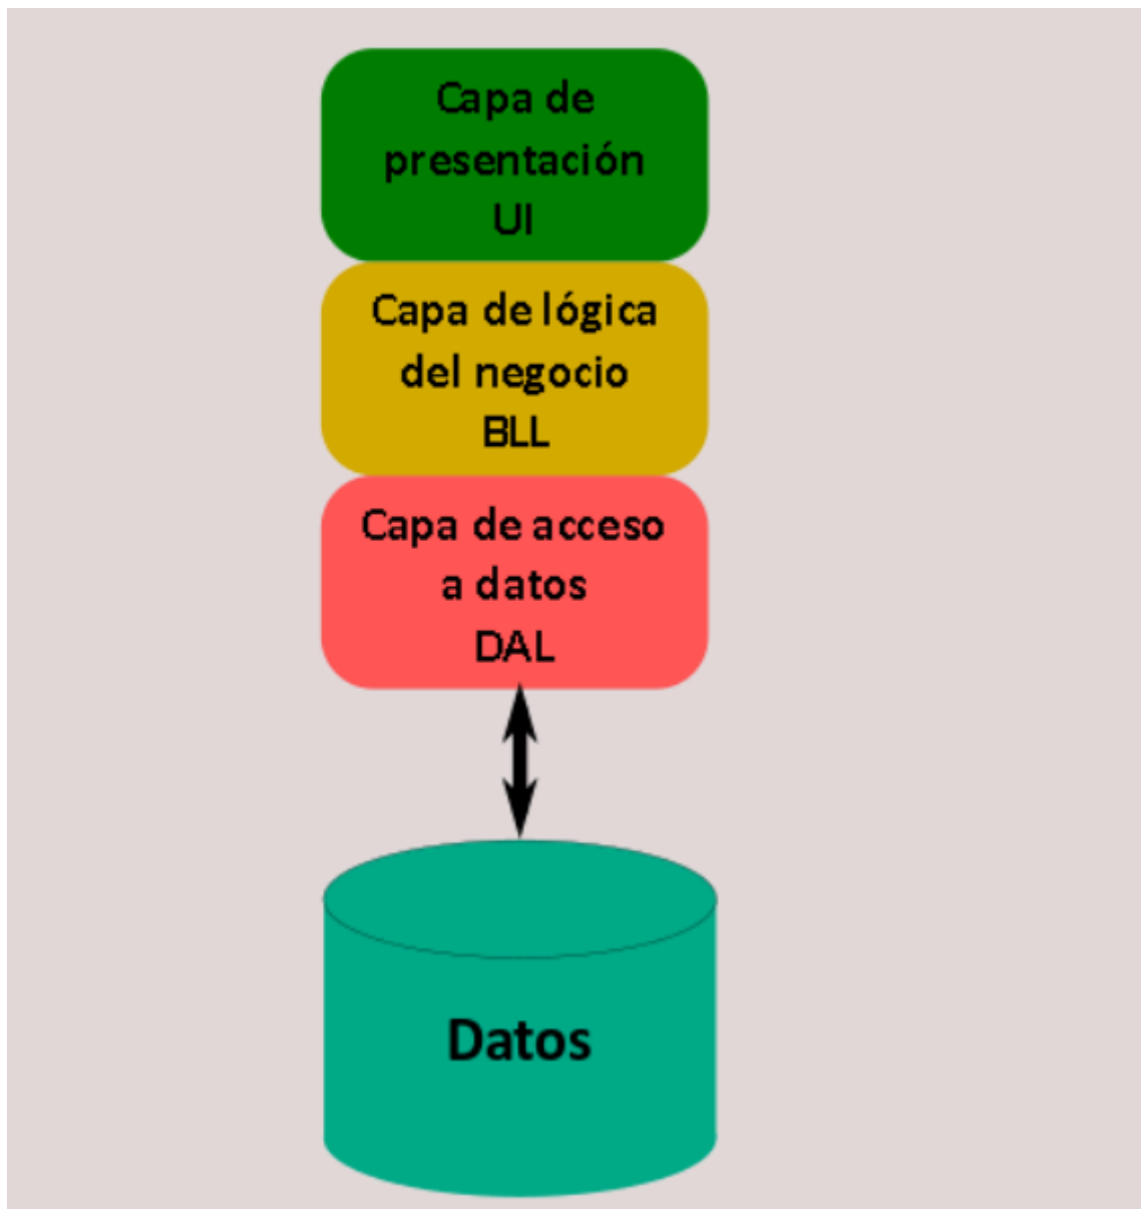 Capa de
presentación
UI
Capa de lógica
del negocio
BLL
Capa de acceso
a datos
DAL
Datos